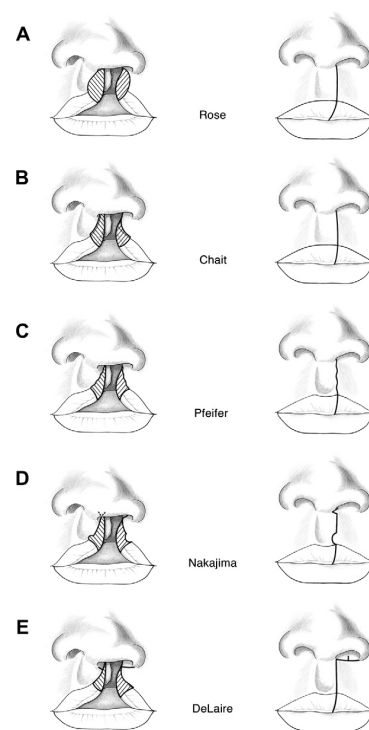 A
Rose
B
Chait
C
Pfeifer
D
Nakajima
E
DeLaire